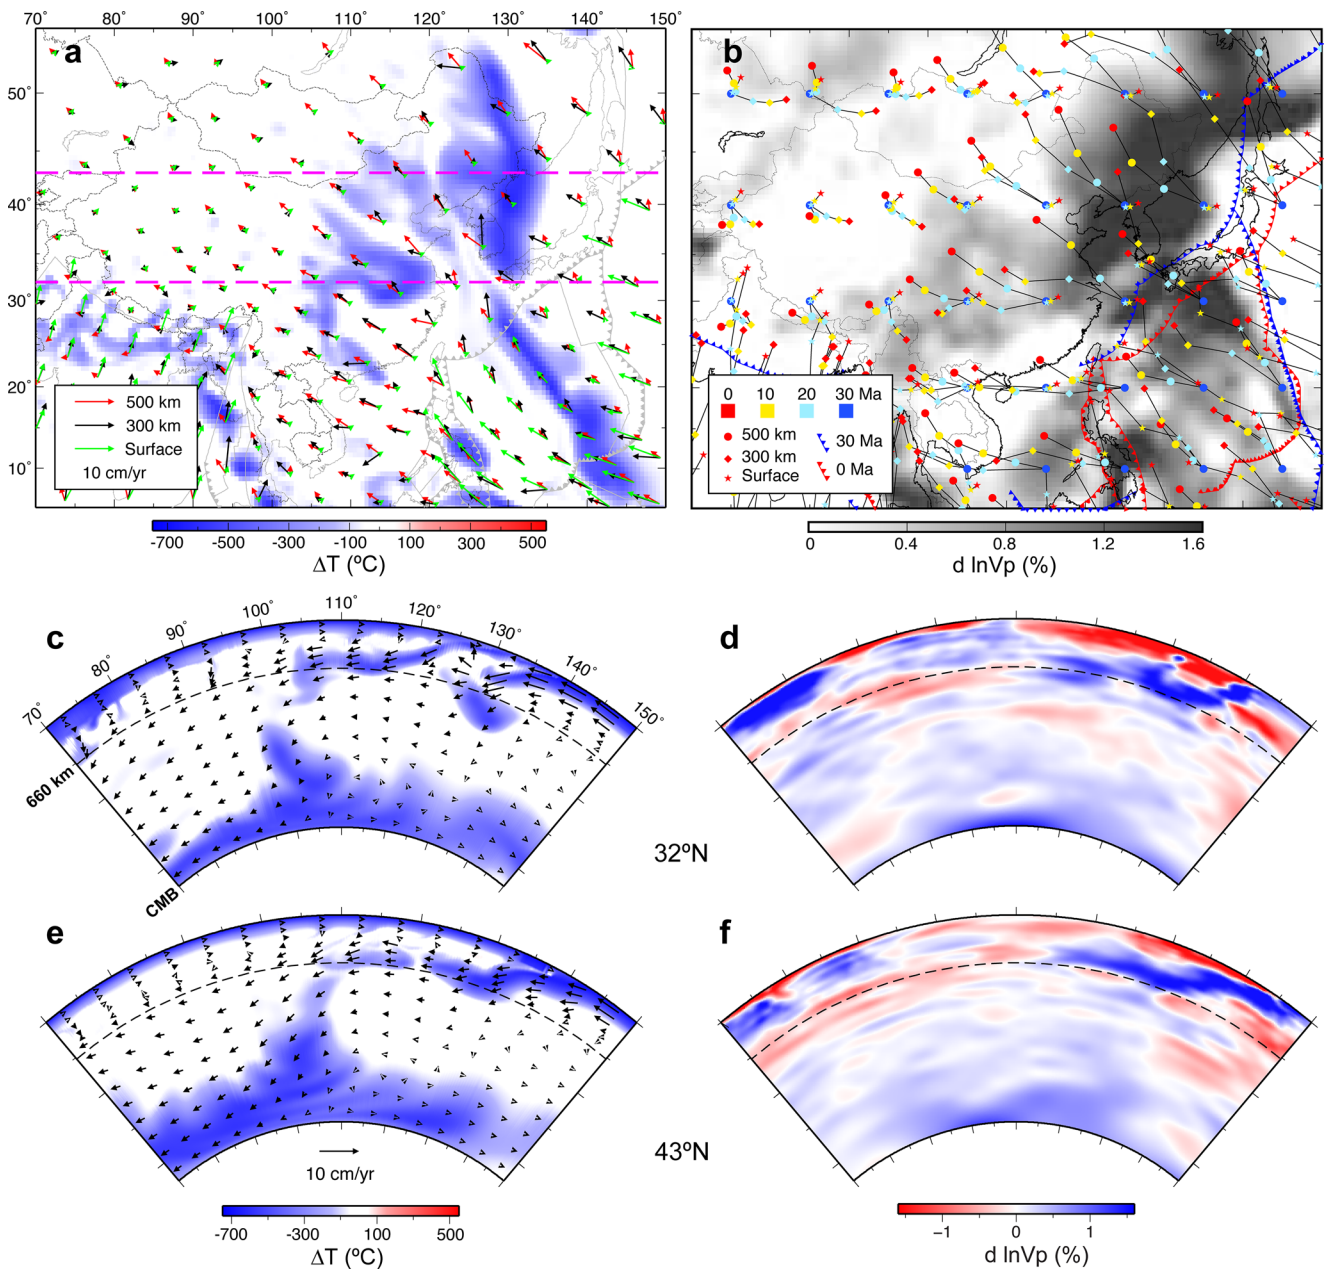 70° 80° 90° 100° 110° 120° 130° 140° 150°
a
b
50°
40°
30°
20°
10°
500 km
300 km
Surface
10 cm/yr
0 10 20 30 Ma
500 km
300 km
Surface
30 Ma
0 Ma
-700 -500 -300 -100 100 300 500
ΔT (ºC)
0 0.4 0.8 1.2 1.6
d lnVp (%)
c
70° 80° 90° 100° 110° 120° 130° 140° 150°
660 km
CMB
d
32ºN
e
10 cm/yr
f
43ºN
-700 -300 100 500
ΔT (ºC)
−1 0 1
d lnVp (%)